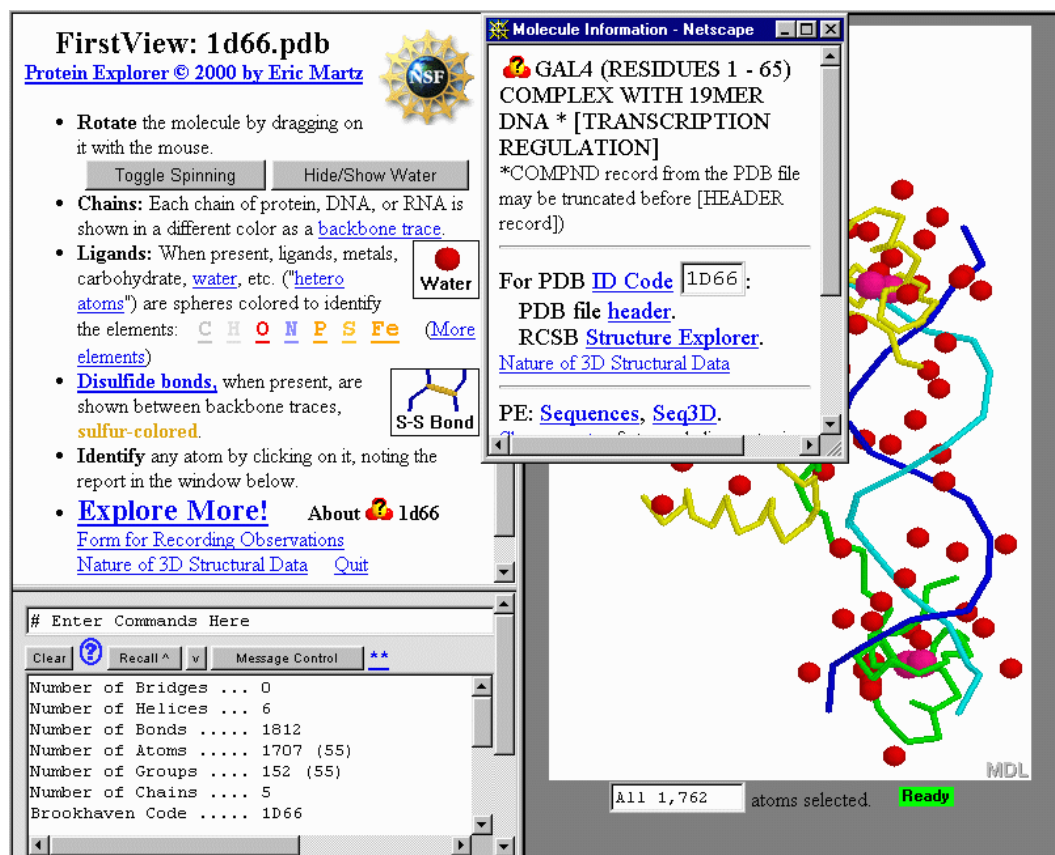 FirstView: 1d66.pdb
Protein Explorer © 2000 by Eric Martz
NSF
• Rotate the molecule by dragging on
it with the mouse.
Toggle Spinning
Hide/Show Water
• Chains: Each chain of protein, DNA, or RNA is
shown in a different color as a backbone trace.
• Ligands: When present, ligands, metals,
carbohydrate, water, etc. ("hetero
atoms") are spheres colored to identify
the elements: C H O N P S Fe (More
elements)
Water
• Disulfide bonds, when present, are
shown between backbone traces,
sulfur-colored.
S-S Bond
• Identify any atom by clicking on it, noting the
report in the window below.
• Explore More! About ? 1d66
Form for Recording Observations
Nature of 3D Structural Data Quit
# Enter Commands Here
Clear ? Recall ^ v Message Control **
Number of Bridges ... 0
Number of Helices ... 6
Number of Bonds ..... 1812
Number of Atoms ..... 1707 (55)
Number of Groups .... 152 (55)
Number of Chains .... 5
Brookhaven Code ..... 1D66
Molecule Information - Netscape
? GAL4 (RESIDUES 1 - 65)
COMPLEX WITH 19MER
DNA * [TRANSCRIPTION
REGULATION]
*COMPND record from the PDB file
may be truncated before [HEADER
record])
For PDB ID Code 1D66 :
PDB file header.
RCSB Structure Explorer.
Nature of 3D Structural Data
PE: Sequences, Seq3D.
MDL
All 1,762 atoms selected. Ready